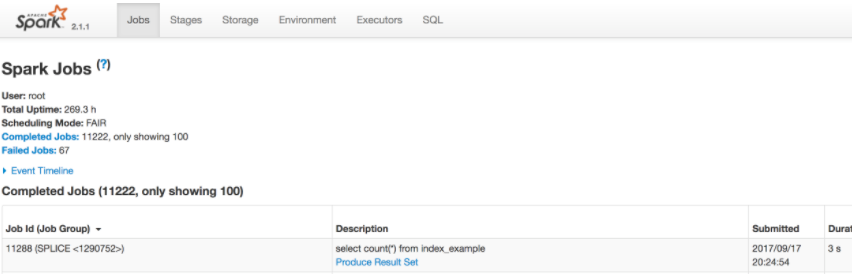 APACHE
Spark 2.1.1 Jobs Stages Storage Environment Executors SQL
Spark Jobs (?)
User: root
Total Uptime: 269.3 h
Scheduling Mode: FAIR
Completed Jobs: 11222, only showing 100
Failed Jobs: 67
Event Timeline
Completed Jobs (11222, only showing 100)
Job Id (Job Group) Description Submitted Durat
11288 (SPLICE <1290752>) select count(*) from index_example 2017/09/17 3 s
Produce Result Set 20:24:54